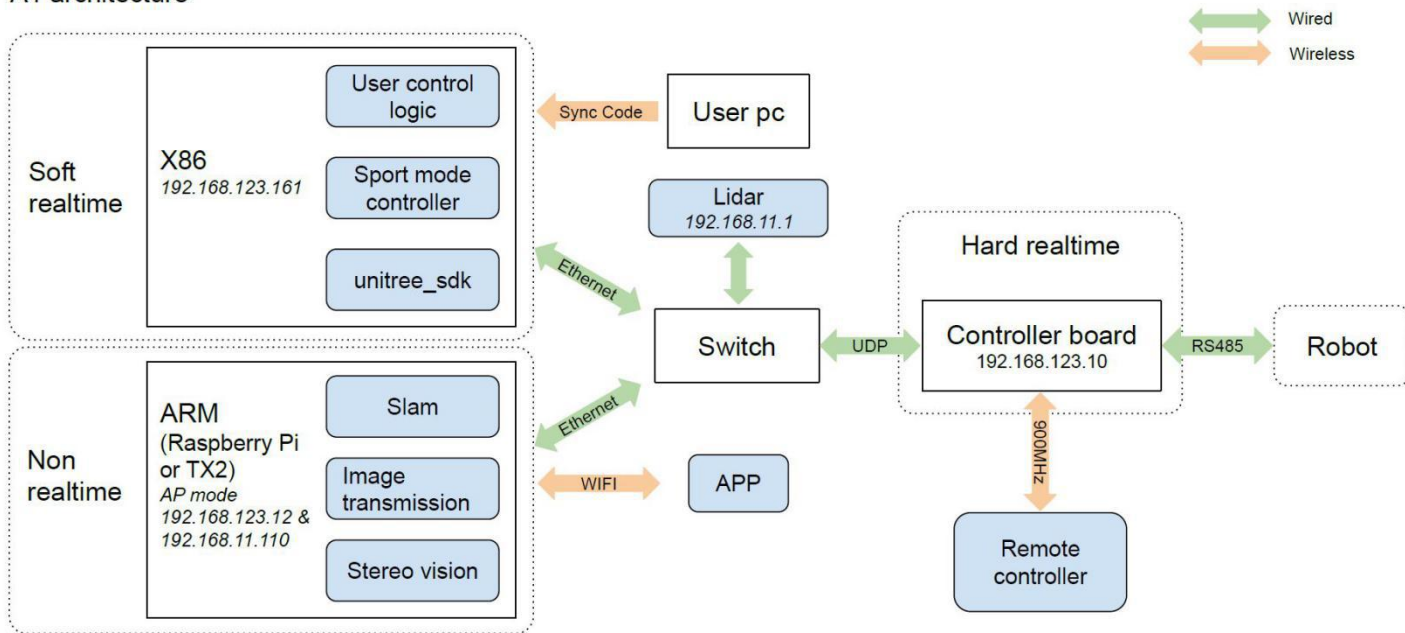 Wired
Wireless
Soft
realtime
X86
192.168.123.161
User control
logic
Sport mode
controller
unitree_sdk
Sync Code
User pc
Lidar
192.168.11.1
Ethernet
Switch
UDP
Hard realtime
Controller board
192.168.123.10
RS485
Robot
900MHz
Remote
controller
Non
realtime
ARM
(Raspberry Pi
or TX2)
AP mode
192.168.123.12 &
192.168.11.110
Slam
Image
transmission
Stereo vision
Ethernet
WIFI
APP